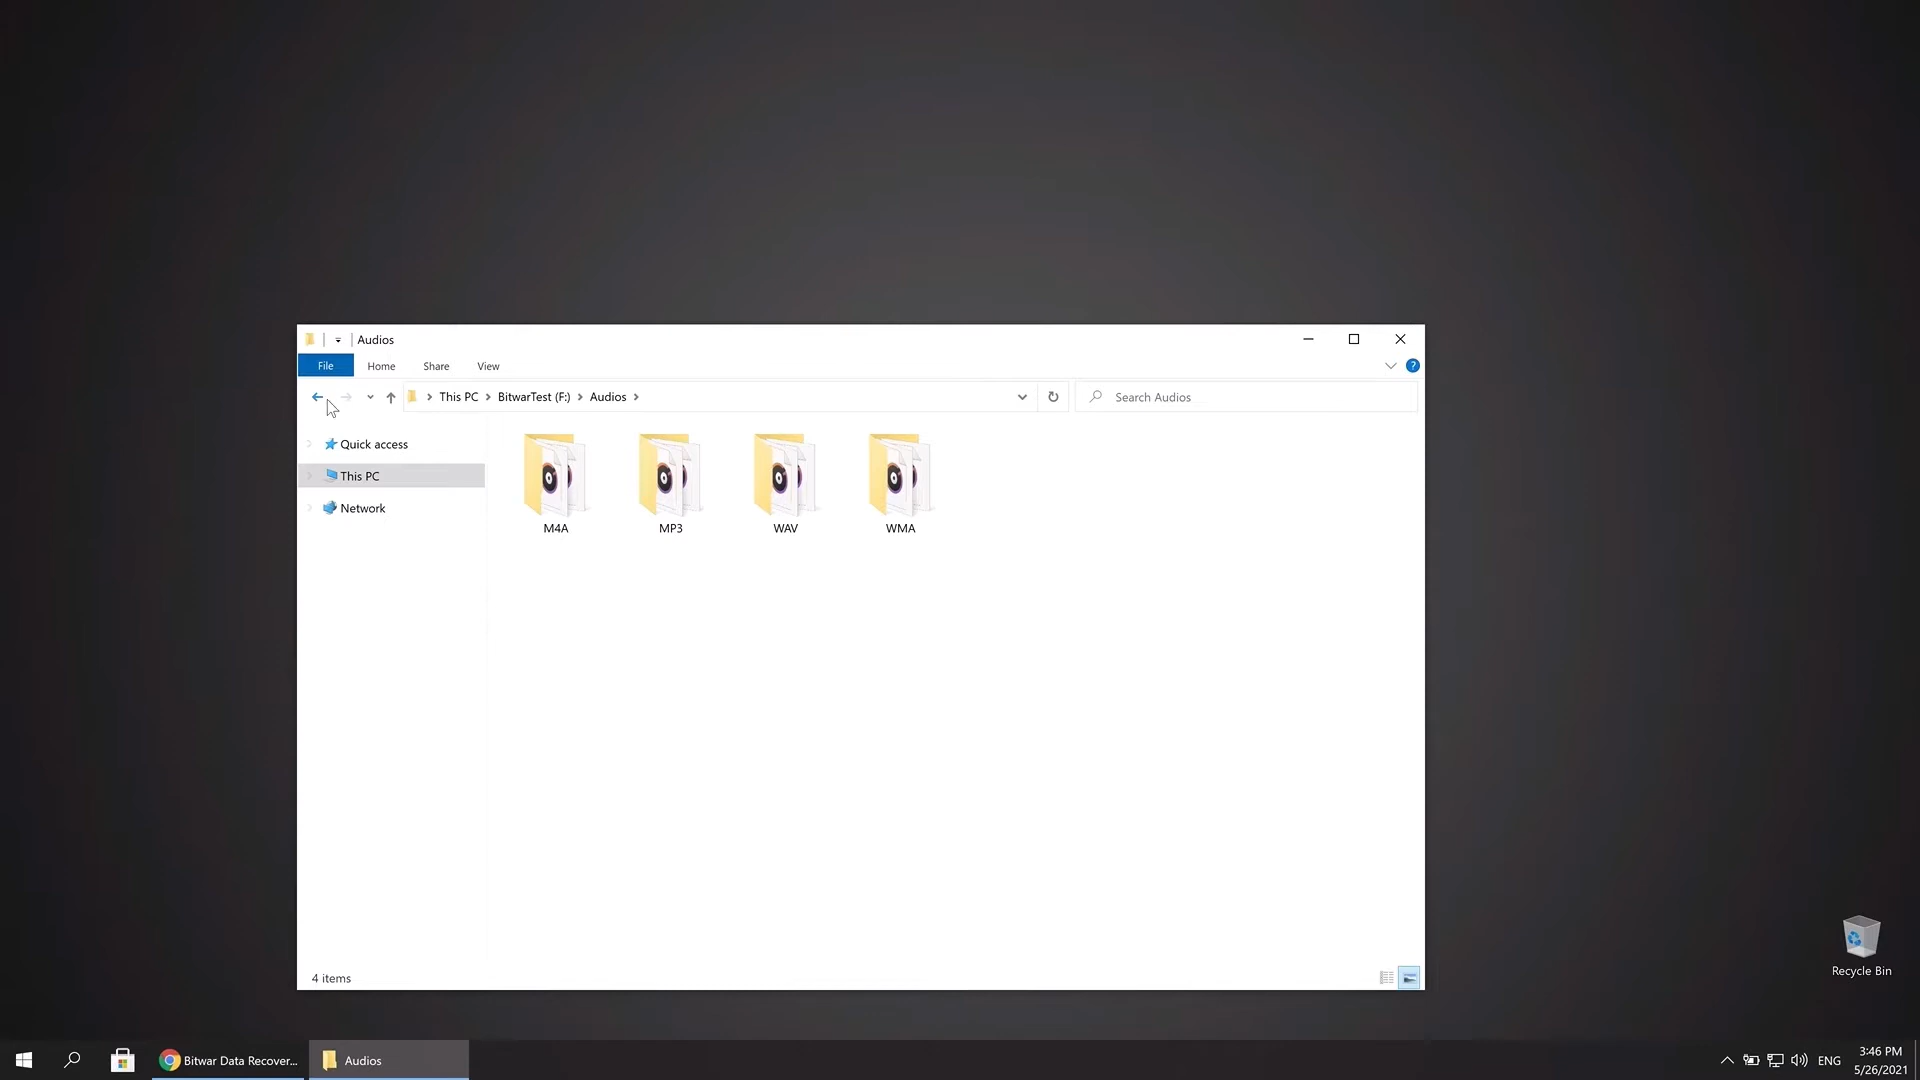 Audios
File Home Share View
This PC BitwarTest (F:) Audios
Search Audios
Quick access
This PC
Network
M4A MP3 WAV WMA
4 items
Recycle Bin
Bitwar Data Recover... Audios
ENG
3:46 PM
5/26/2021